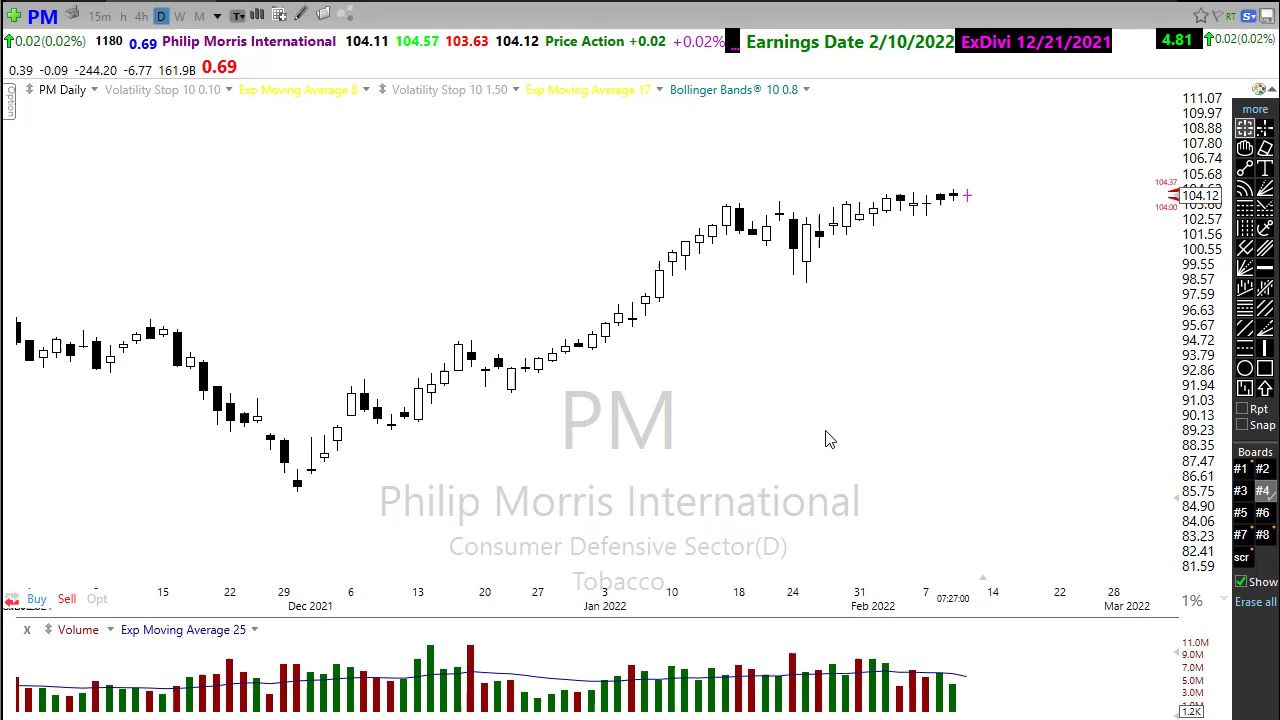 PM 15m h 4h D W M T RT S
0.02(0.02%) 1180 0.69 Philip Morris International 104.11 104.57 103.63 104.12 Price Action +0.02 +0.02% ... Earnings Date 2/10/2022 ExDivi 12/21/2021 4.81 0.02(0.02%)
0.39 -0.09 -244.20 -6.77 161.9B 0.69
Option PM Daily Volatility Stop 10 0.10 Exp Moving Average 8 Volatility Stop 10 1.50 Exp Moving Average 17 Bollinger Bands® 10 0.8
111.07
more
109.97
108.88
107.80
106.74
105.68
104.37
104.12
104.00
102.57
101.56
100.55
99.55
98.57
97.59
96.63
95.67
94.72
93.79
92.86
91.94
91.03
Rpt
90.13
Snap
89.23
88.35
Boards
87.47
#1 #2
86.61
#3 #4
85.75
84.90
#5 #6
84.06
83.23
#7 #8
82.41
scr
81.59
PM
Philip Morris International
Consumer Defensive Sector(D)
Tobacco
Show
15 22 29 6 13 20 27 3 10 18 24 7 07:27:00 14 22 28
Buy Sell Opt 1% Erase all
Dec 2021 Jan 2022 Feb 2022 Mar 2022
x Volume Exp Moving Average 25
11.0M
9.0M
7.0M
5.0M
3.0M
1.2K